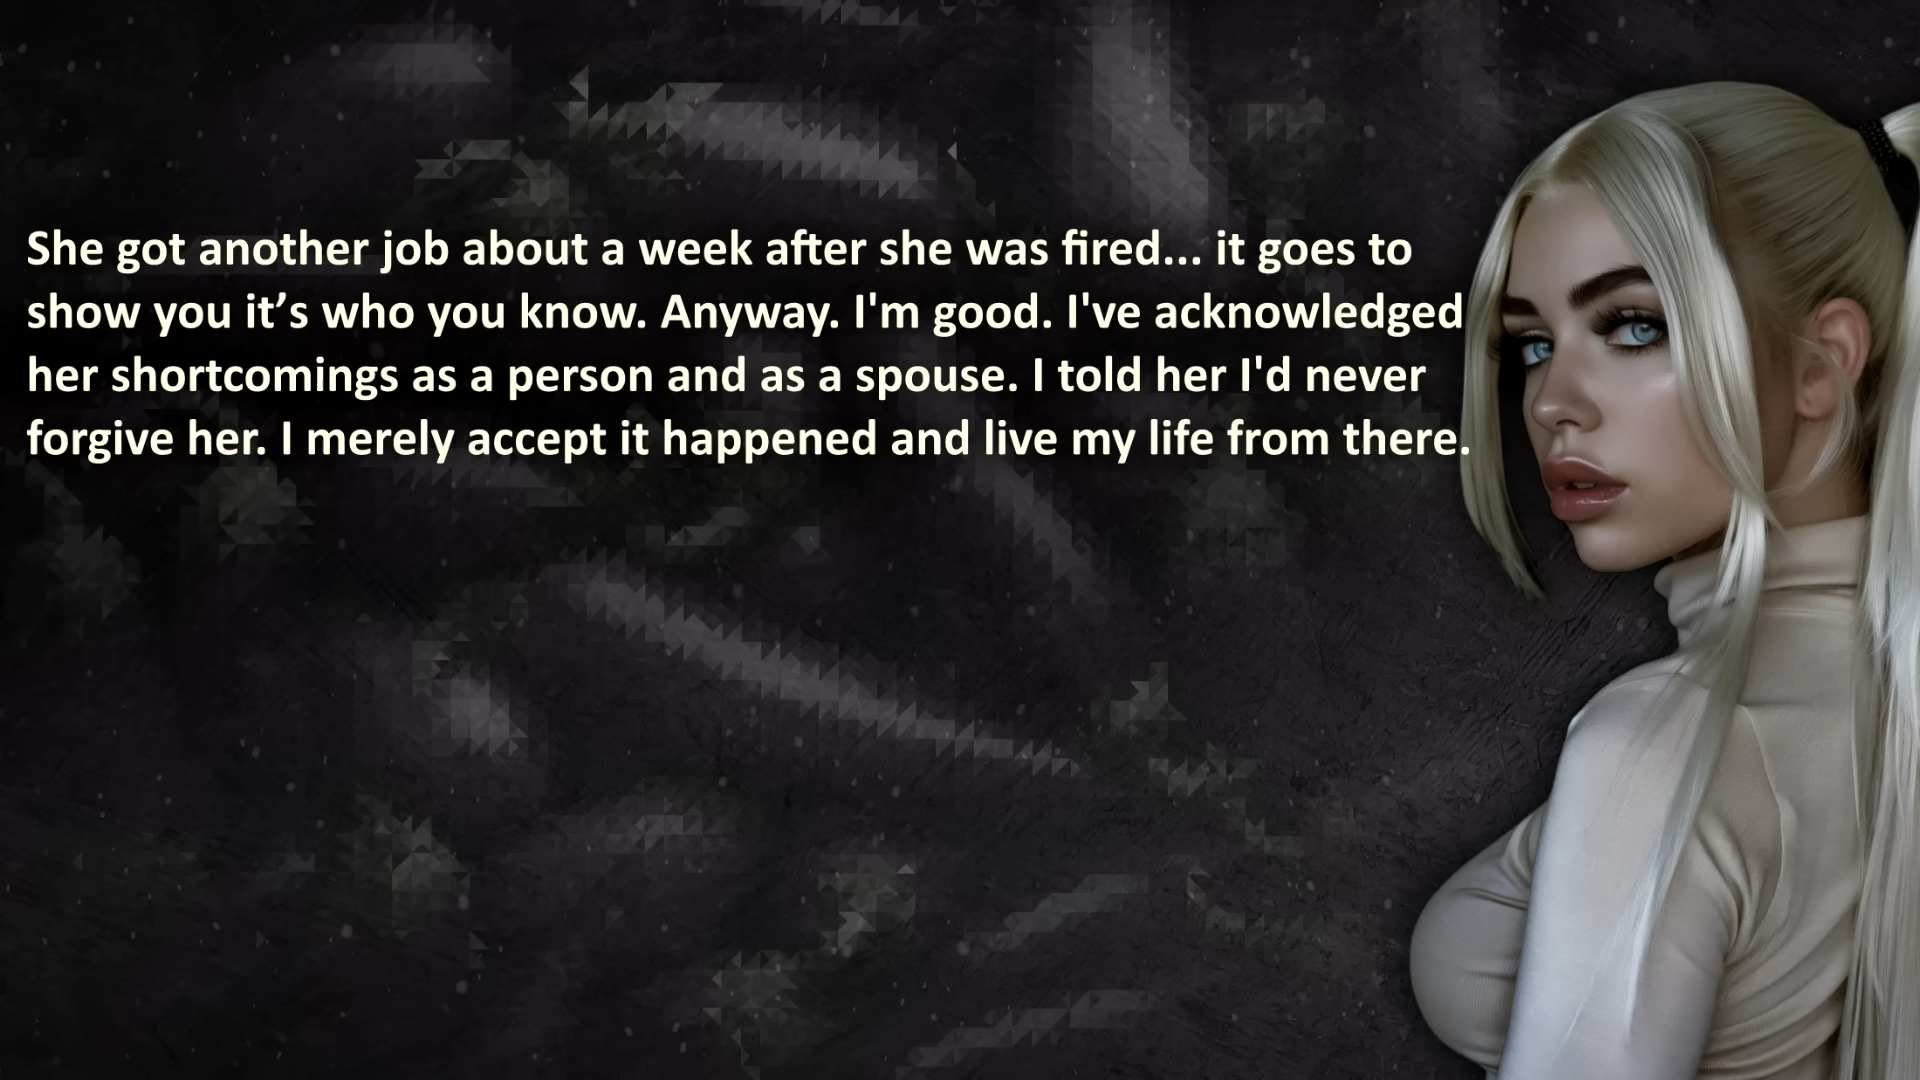 She got another job about a week after she was fired... it goes to
show you it’s who you know. Anyway. I'm good. I've acknowledged
her shortcomings as a person and as a spouse. I told her I'd never
forgive her. I merely accept it happened and live my life from there.